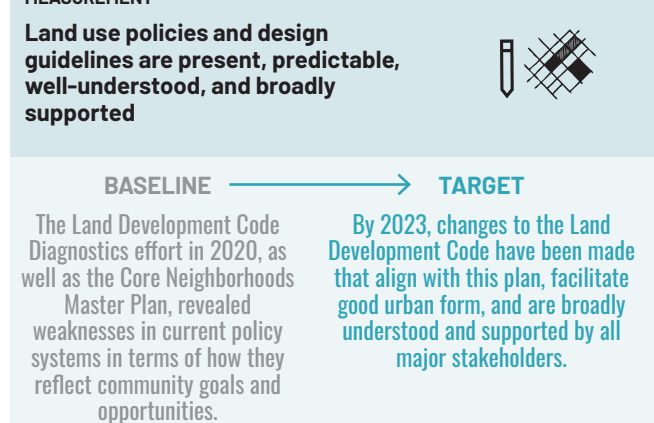 MEASUREMENT
Land use policies and design
guidelines are present, predictable,
well-understood, and broadly
supported
BASELINE
The Land Development Code
Diagnostics effort in 2020, as
well as the Core Neighborhoods
Master Plan, revealed
weaknesses in current policy
systems in terms of how they
reflect community goals and
opportunities.
TARGET
By 2023, changes to the Land
Development Code have been made
that align with this plan, facilitate
good urban form, and are broadly
understood and supported by all
major stakeholders.